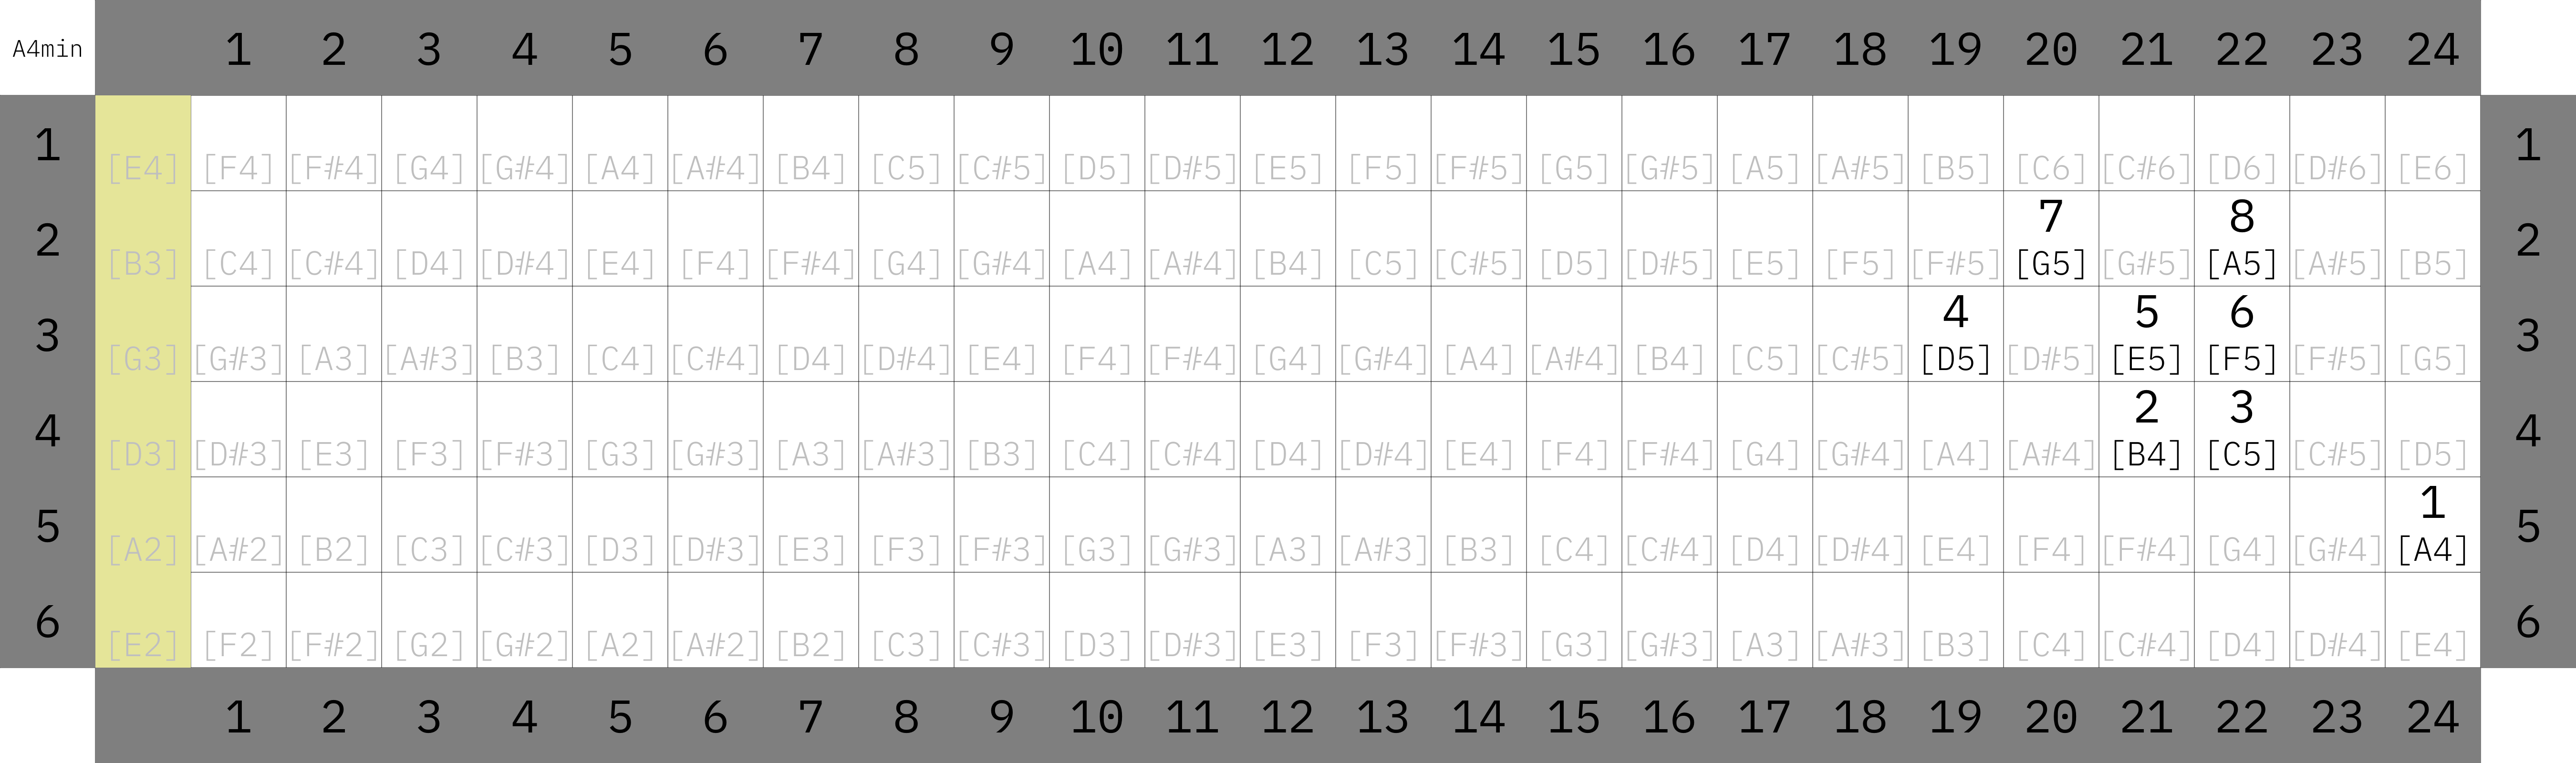 A4min 1 2 3 4 5 6 7 8 9 10 11 12 13 14 15 16 17 18 19 20 21 22 23 24
1 [E4] [F4] [F#4] [G4] [G#4] [A4] [A#4] [B4] [C5] [C#5] [D5] [D#5] [E5] [F5] [F#5] [G5] [G#5] [A5] [A#5] [B5] [C6] [C#6] [D6] [D#6] [E6] 1
7 8
2 [B3] [C4] [C#4] [D4] [D#4] [E4] [F4] [F#4] [G4] [G#4] [A4] [A#4] [B4] [C5] [C#5] [D5] [D#5] [E5] [F5] [F#5] [G5] [G#5] [A5] [A#5] [B5] 2
4 5 6
3 [G3] [G#3] [A3] [A#3] [B3] [C4] [C#4] [D4] [D#4] [E4] [F4] [F#4] [G4] [G#4] [A4] [A#4] [B4] [C5] [C#5] [D5] [D#5] [E5] [F5] [F#5] [G5] 3
2 3
4 [D3] [D#3] [E3] [F3] [F#3] [G3] [G#3] [A3] [A#3] [B3] [C4] [C#4] [D4] [D#4] [E4] [F4] [F#4] [G4] [G#4] [A4] [A#4] [B4] [C5] [C#5] [D5] 4
1
5 [A2] [A#2] [B2] [C3] [C#3] [D3] [D#3] [E3] [F3] [F#3] [G3] [G#3] [A3] [A#3] [B3] [C4] [C#4] [D4] [D#4] [E4] [F4] [F#4] [G4] [G#4] [A4] 5
6 [E2] [F2] [F#2] [G2] [G#2] [A2] [A#2] [B2] [C3] [C#3] [D3] [D#3] [E3] [F3] [F#3] [G3] [G#3] [A3] [A#3] [B3] [C4] [C#4] [D4] [D#4] [E4] 6
1 2 3 4 5 6 7 8 9 10 11 12 13 14 15 16 17 18 19 20 21 22 23 24